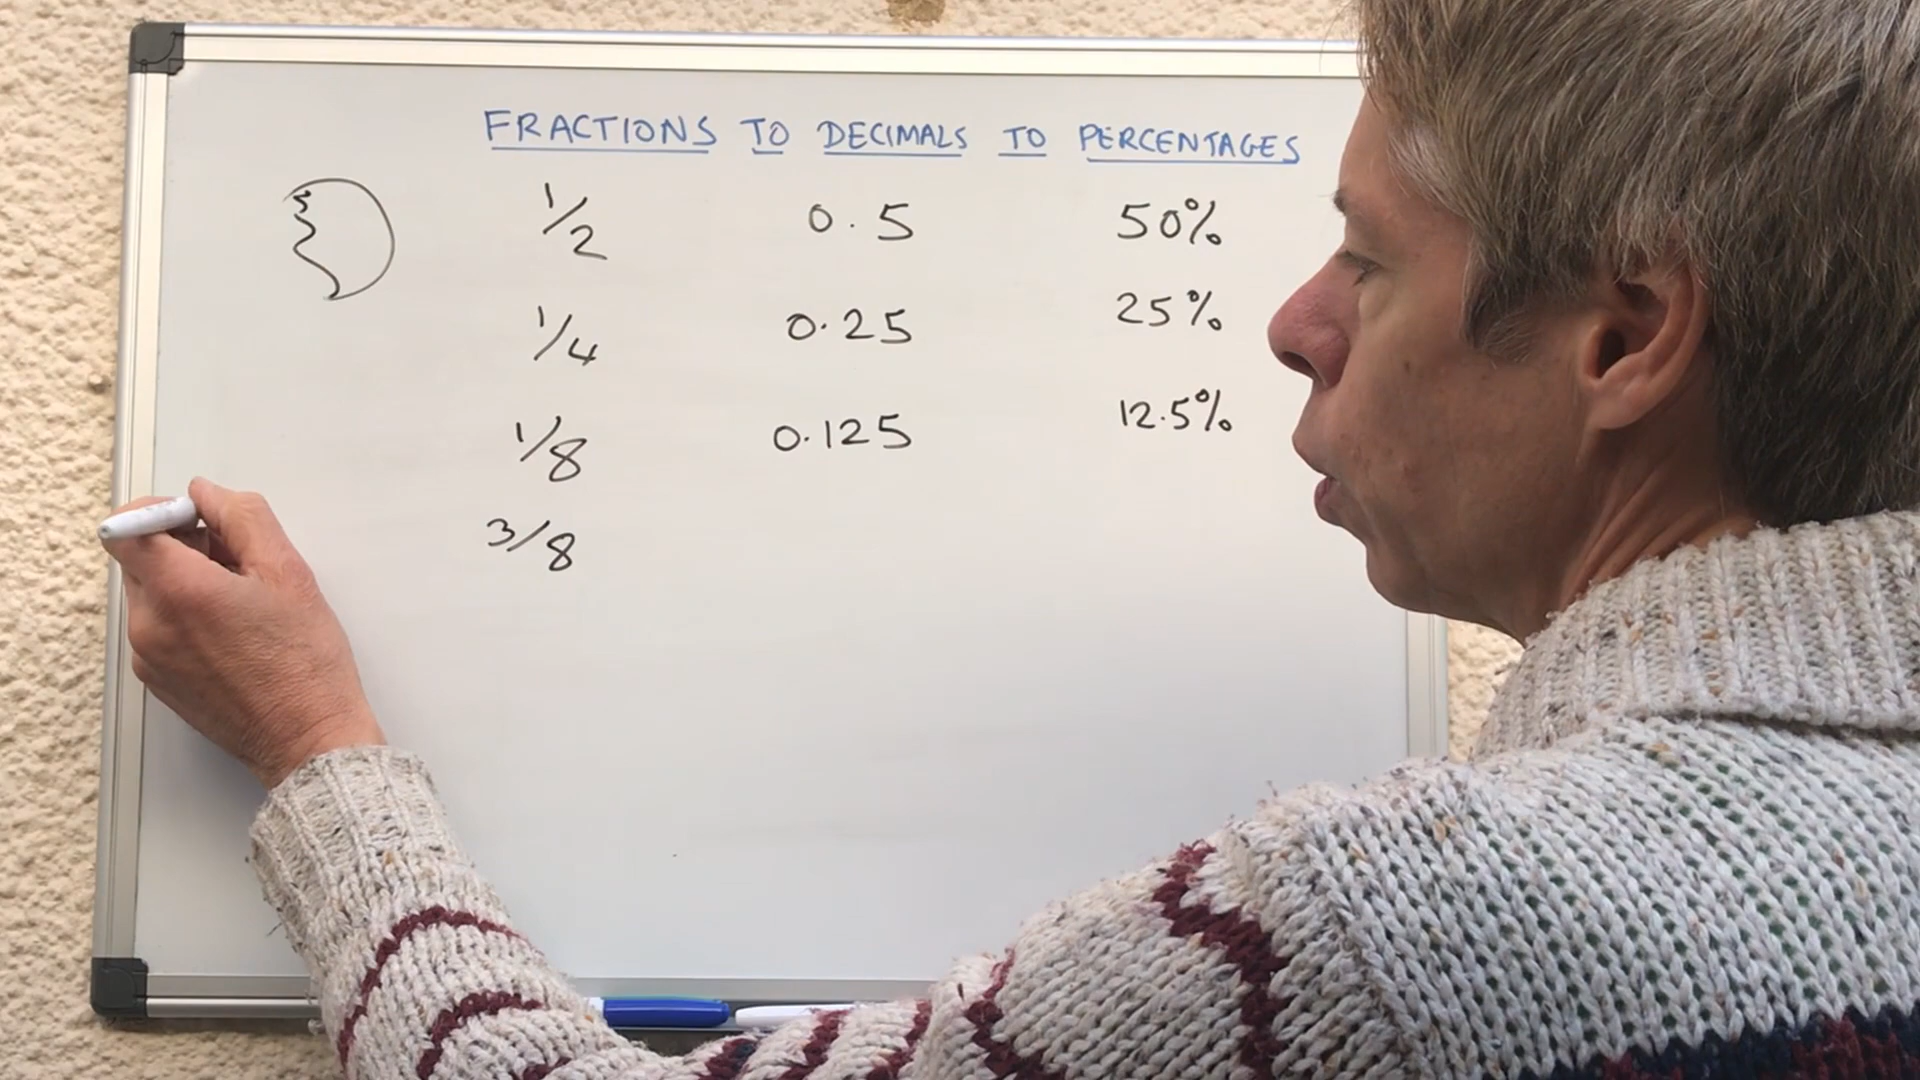 FRACTIONS TO DECIMALS TO PERCENTAGES
1/2 0.5 50%
1/4 0.25 25%
1/8 0.125 12.5%
3/8